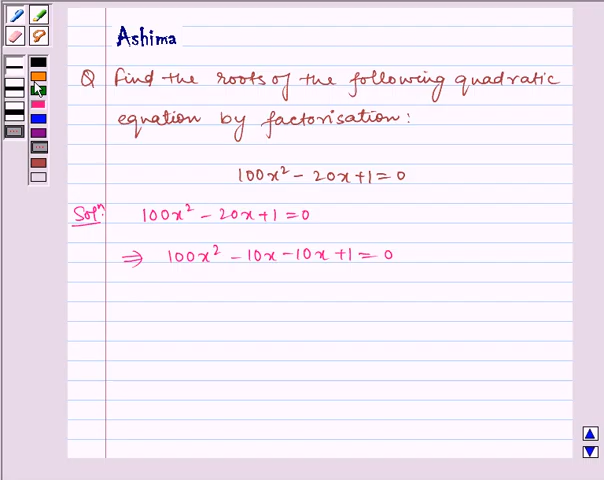 Ashima
Q Find the roots of the following quadratic
equation by factorisation:
100x² - 20x + 1 = 0
Solⁿ. 100x² - 20x + 1 = 0
⇒ 100x² - 10x - 10x + 1 = 0